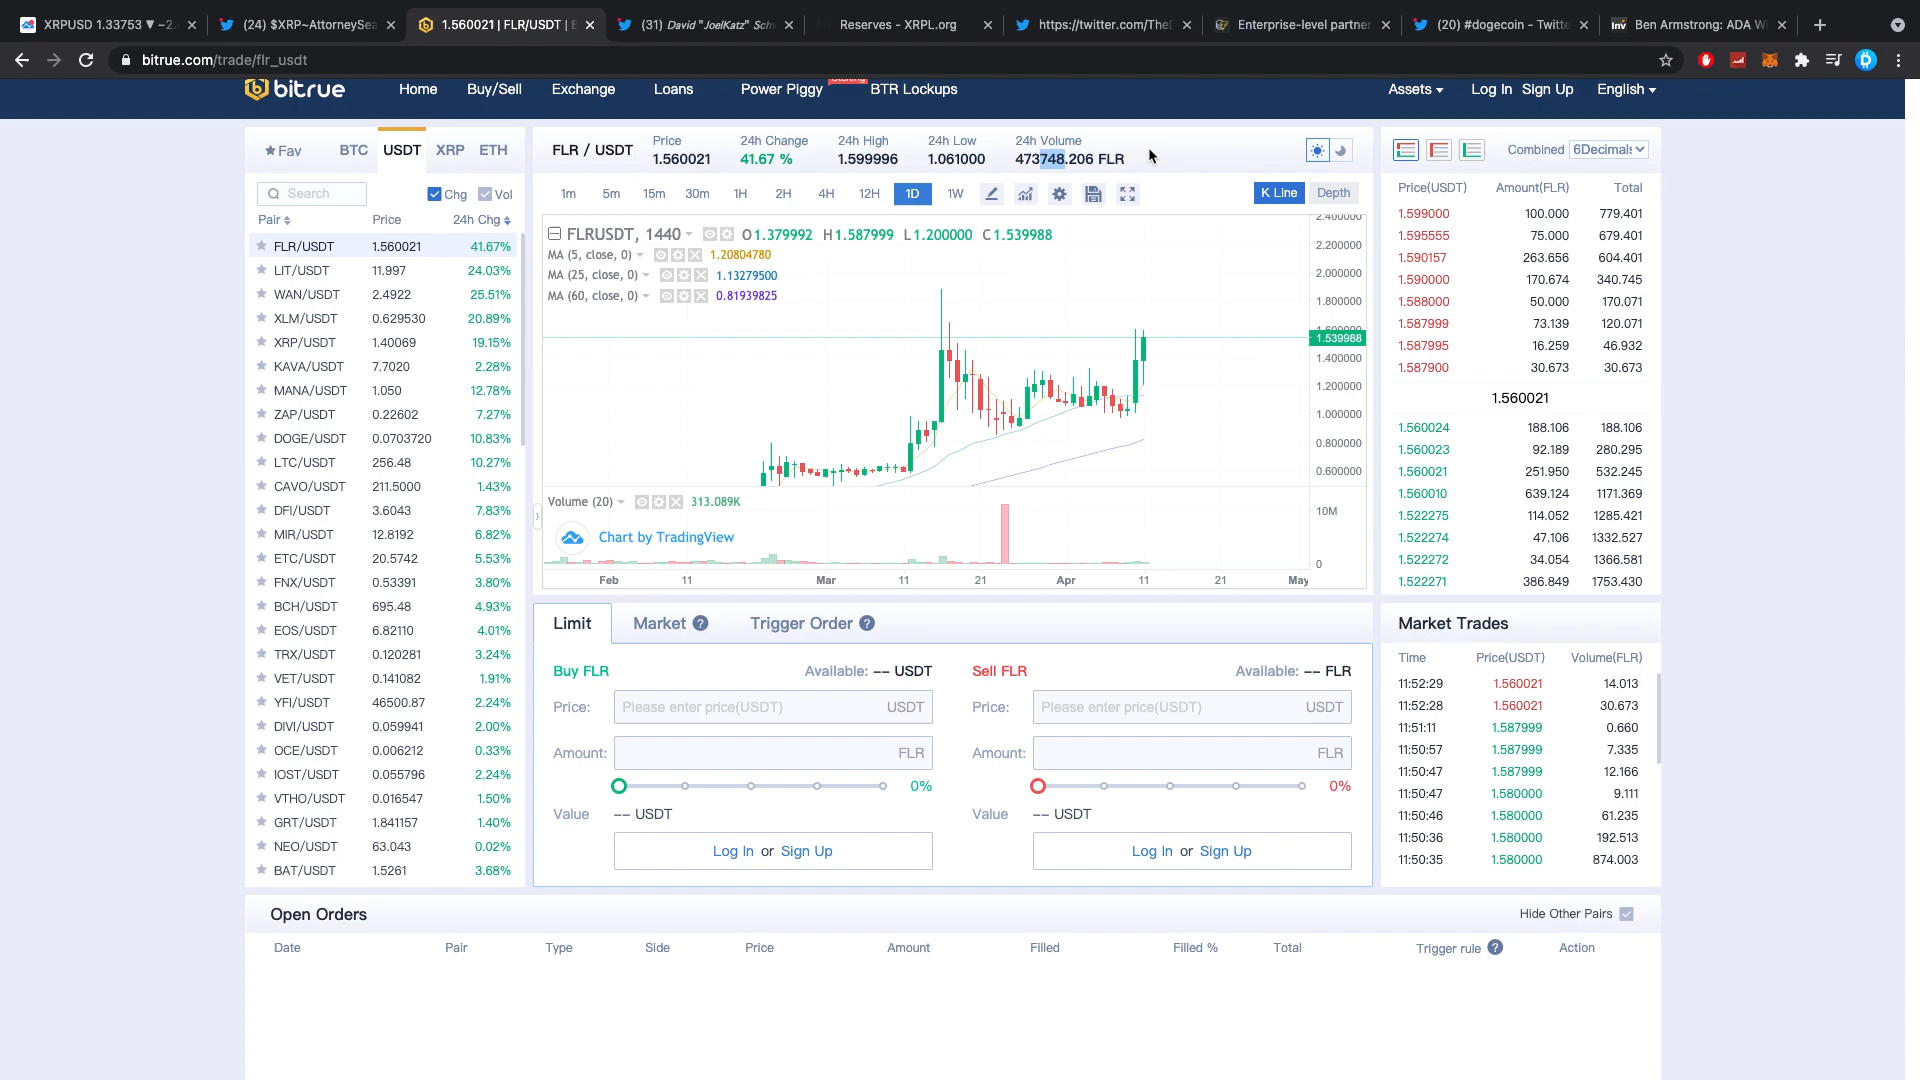 XRPUSD 1.33753 ▼ −2.
(24) $XRP~AttorneySea
1.560021 | FLR/USDT | B
(31) David "JoelKatz" Sch
Reserves - XRPL.org
https://twitter.com/TheD
Enterprise-level partner
(20) #dogecoin - Twitte
Ben Armstrong: ADA W
bitrue.com/trade/flr_usdt
bitrue
Home
Buy/Sell
Exchange
Loans
Power Piggy
BTR Lockups
Assets
Log In
Sign Up
English
Fav
BTC
USDT
XRP
ETH
Search
Chg
Vol
Pair Price 24h Chg
FLR/USDT 1.560021 41.67%
LIT/USDT 11.997 24.03%
WAN/USDT 2.4922 25.51%
XLM/USDT 0.629530 20.89%
XRP/USDT 1.40069 19.15%
KAVA/USDT 7.7020 2.28%
MANA/USDT 1.050 12.78%
ZAP/USDT 0.22602 7.27%
DOGE/USDT 0.0703720 10.83%
LTC/USDT 256.48 10.27%
CAVO/USDT 211.5000 1.43%
DFI/USDT 3.6043 7.83%
MIR/USDT 12.8192 6.82%
ETC/USDT 20.5742 5.53%
FNX/USDT 0.53391 3.80%
BCH/USDT 695.48 4.93%
EOS/USDT 6.82110 4.01%
TRX/USDT 0.120281 3.24%
VET/USDT 0.141082 1.91%
YFI/USDT 46500.87 2.24%
DIVI/USDT 0.059941 2.00%
OCE/USDT 0.006212 0.33%
IOST/USDT 0.055796 2.24%
VTHO/USDT 0.016547 1.50%
GRT/USDT 1.841157 1.40%
NEO/USDT 63.043 0.02%
BAT/USDT 1.5261 3.68%
FLR / USDT
Price 24h Change 24h High 24h Low 24h Volume
1.560021 41.67 % 1.599996 1.061000 473748.206 FLR
1m 5m 15m 30m 1H 2H 4H 12H 1D 1W
K Line
Depth
FLRUSDT, 1440 O 1.379992 H 1.587999 L 1.200000 C 1.539988
MA (5, close, 0) 1.20804780
MA (25, close, 0) 1.13279500
MA (60, close, 0) 0.81939825
2.400000
2.200000
2.000000
1.800000
1.600000
1.539988
1.400000
1.200000
1.000000
0.800000
0.600000
Volume (20) 313.089K
10M
Chart by TradingView
0
Feb 11 Mar 11 21 Apr 11 21 May
Limit
Market ?
Trigger Order ?
Buy FLR
Available: −− USDT
Price: Please enter price(USDT) USDT
Amount: FLR
0%
Value −− USDT
Log In or Sign Up
Sell FLR
Available: −− FLR
Price: Please enter price(USDT) USDT
Amount: FLR
0%
Value −− USDT
Log In or Sign Up
Combined 6Decimals
Price(USDT) Amount(FLR) Total
1.599000 100.000 779.401
1.595555 75.000 679.401
1.590157 263.656 604.401
1.590000 170.674 340.745
1.588000 50.000 170.071
1.587999 73.139 120.071
1.587995 16.259 46.932
1.587900 30.673 30.673
1.560021
1.560024 188.106 188.106
1.560023 92.189 280.295
1.560021 251.950 532.245
1.560010 639.124 1171.369
1.522275 114.052 1285.421
1.522274 47.106 1332.527
1.522272 34.054 1366.581
1.522271 386.849 1753.430
Market Trades
Time Price(USDT) Volume(FLR)
11:52:29 1.560021 14.013
11:52:28 1.560021 30.673
11:51:11 1.587999 0.660
11:50:57 1.587999 7.335
11:50:47 1.587999 12.166
11:50:47 1.580000 9.111
11:50:46 1.580000 61.235
11:50:36 1.580000 192.513
11:50:35 1.580000 874.003
Open Orders
Hide Other Pairs
Date Pair Type Side Price Amount Filled Filled % Total Trigger rule ? Action